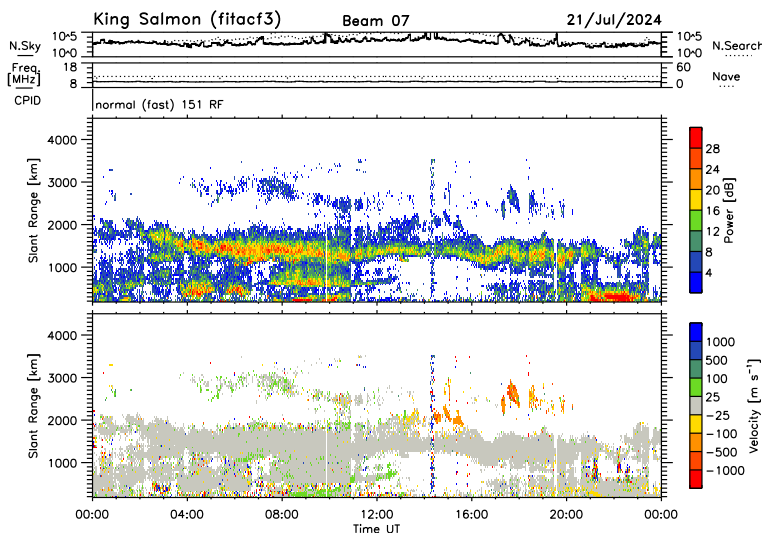 King Salmon (fitacf3) Beam 07 21/Jul/2024
N.Sky 10^5 10^0 10^5 10^0 N.Search
Freq. [MHz] 18 8 60 0 Nave
CPID normal (fast) 151 RF
Slant Range [km]
4000
3000
2000
1000
Power [dB]
28
24
20
16
12
8
4
Slant Range [km]
4000
3000
2000
1000
Velocity [m s⁻¹]
1000
500
100
25
-25
-100
-500
-1000
00:00 04:00 08:00 12:00 16:00 20:00 00:00
Time UT